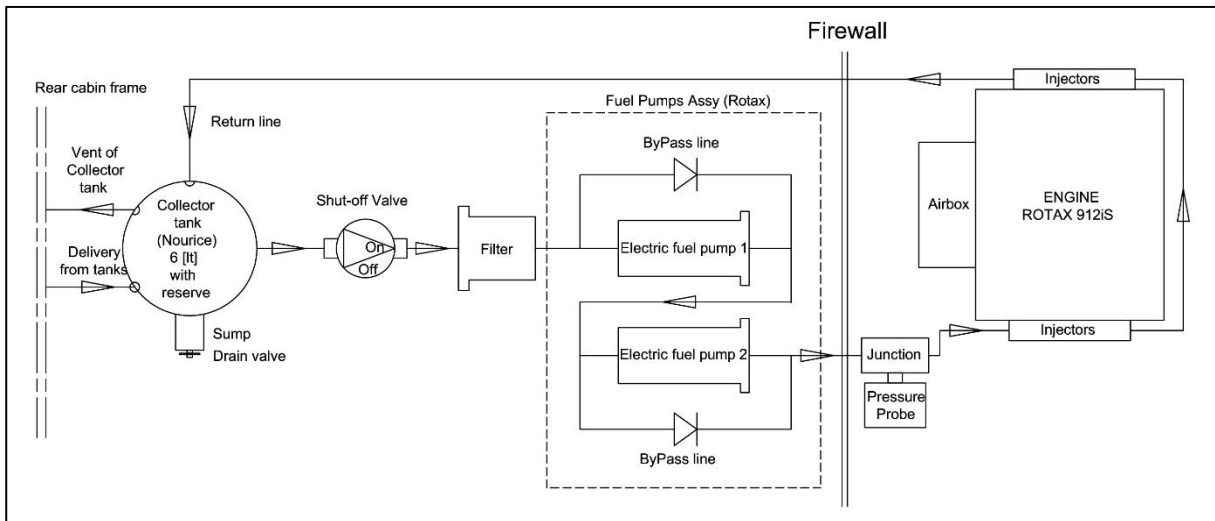 Firewall
Rear cabin frame
Return line
Vent of
Collector
tank
Delivery
from tanks
Collector
tank
(Nourice)
6 [lt]
with
reserve
Sump
Drain valve
Shut-off Valve
On
Off
Filter
Fuel Pumps Assy (Rotax)
ByPass line
Electric fuel pump 1
Electric fuel pump 2
ByPass line
Junction
Pressure
Probe
Injectors
Airbox
ENGINE
ROTAX 912iS
Injectors